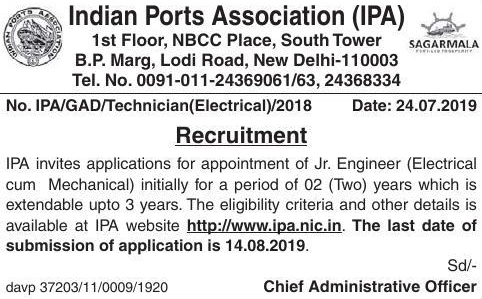 Indian Ports Association (IPA)
1st Floor, NBCC Place, South Tower
B.P. Marg, Lodi Road, New Delhi-110003
Tel. No. 0091-011-24369061/63, 24368334
INDIAN PORTS ASSOCIATION
SAGARMALA
PORT-LED PROSPERITY
No. IPA/GAD/Technician(Electrical)/2018 Date: 24.07.2019
Recruitment
IPA invites applications for appointment of Jr. Engineer (Electrical
cum Mechanical) initially for a period of 02 (Two) years which is
extendable upto 3 years. The eligibility criteria and other details is
available at IPA website http://www.ipa.nic.in. The last date of
submission of application is 14.08.2019.
Sd/-
davp 37203/11/0009/1920 Chief Administrative Officer